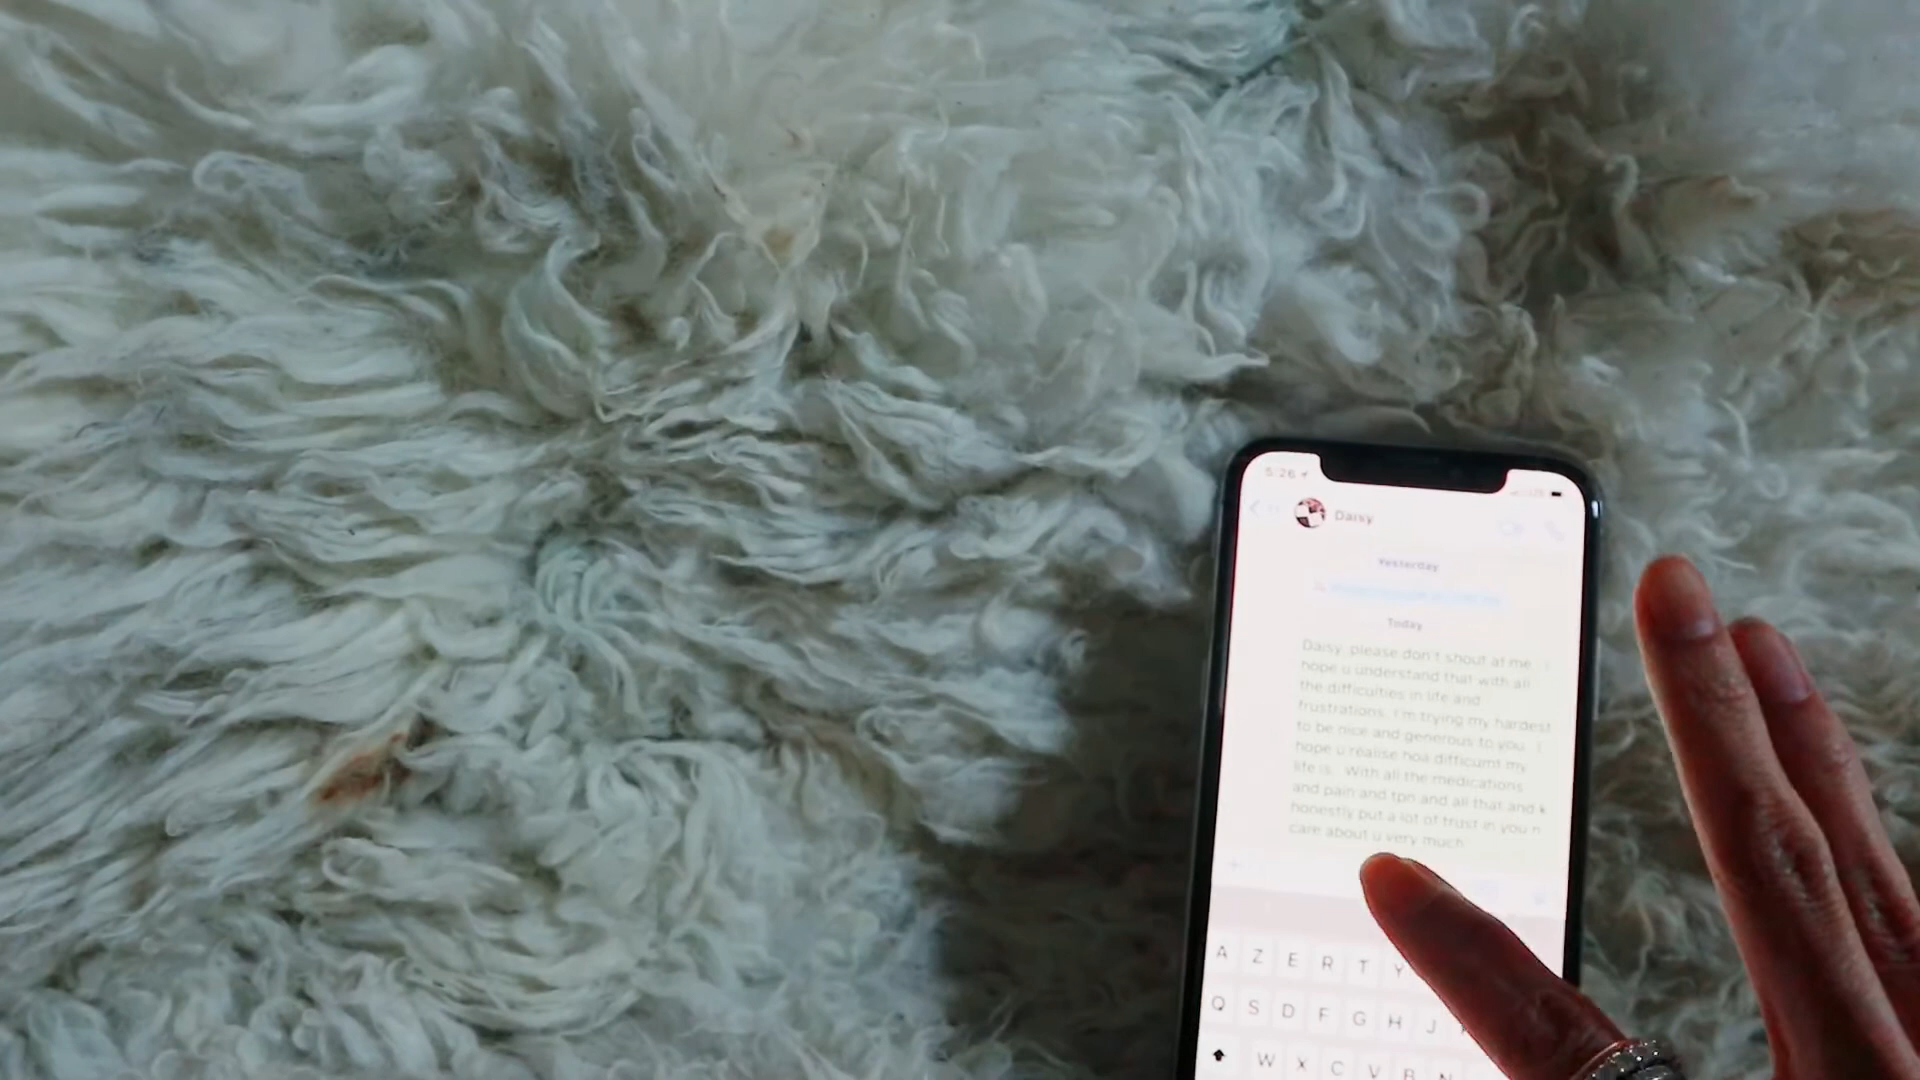 5:26
Daisy
Yesterday
Today
Daisy, please don't shout at me. I
hope u understand that with all
the difficulties in life and
frustrations, I'm trying my hardest
to be nice and generous to you. I
hope u realise hoa difficumt my
life is. With all the medications
and pain and tpn and all that and k
honestly put a lot of trust in you n
care about u very much
A Z E R T Y
Q S D F G H J
W X C V B N